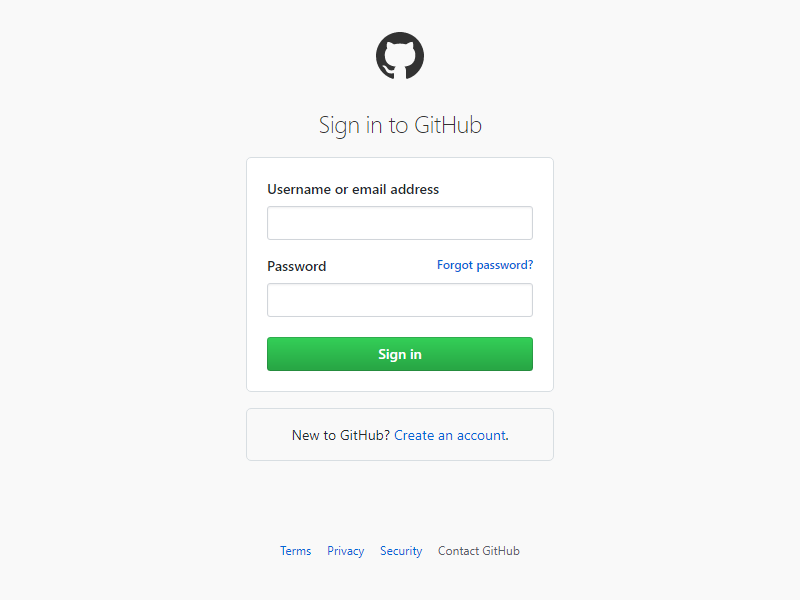 Sign in to GitHub
Username or email address
Password Forgot password?
Sign in
New to GitHub? Create an account.
Terms Privacy Security Contact GitHub